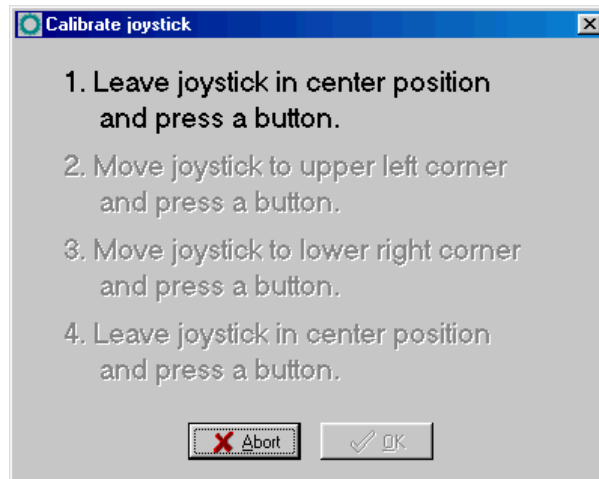 Calibrate joystick
1. Leave joystick in center position
and press a button.
2. Move joystick to upper left corner
and press a button.
3. Move joystick to lower right corner
and press a button.
4. Leave joystick in center position
and press a button.
Abort OK